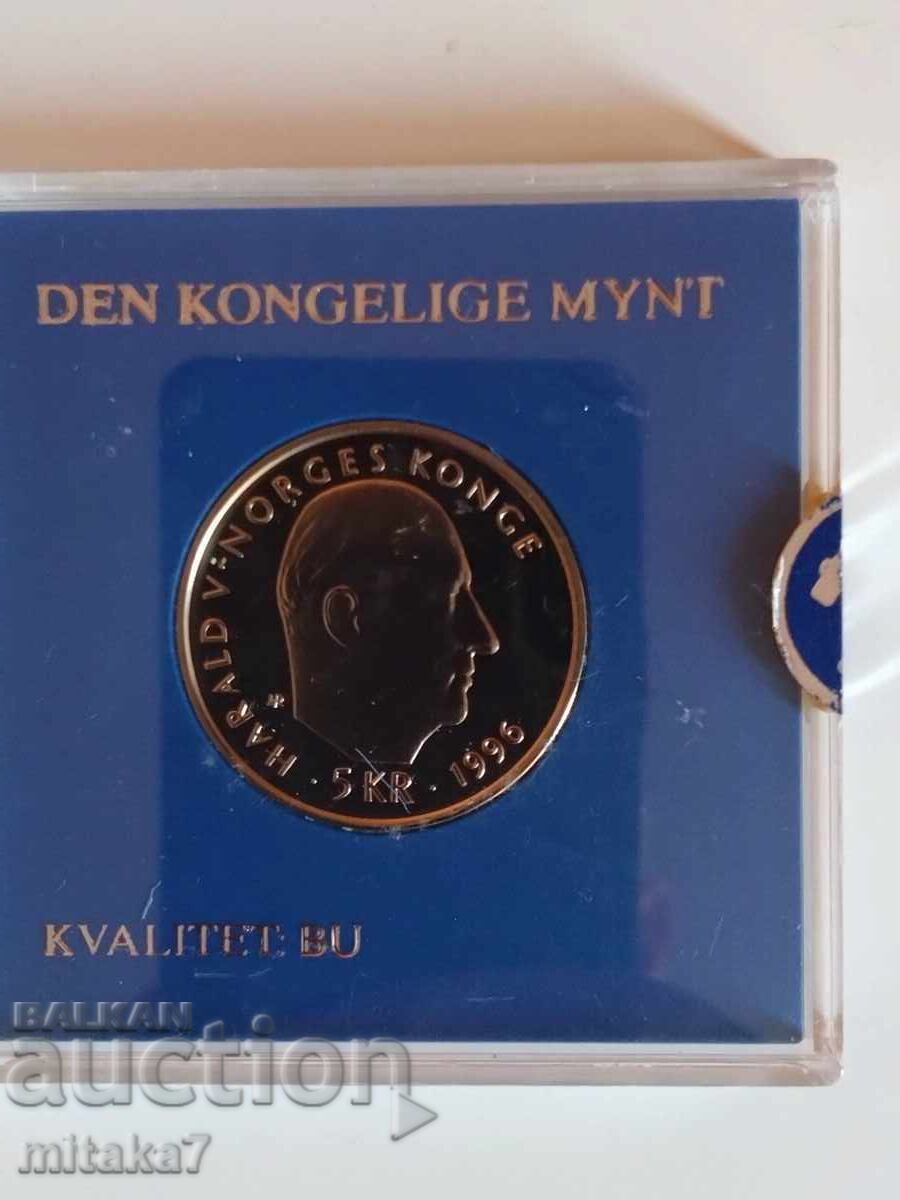 DEN KONGELIGE MYNT
HARALD V · NORGES KONGE
· 5 KR · 1996
KVALITET: BU
BALKAN
auction
mitaka7